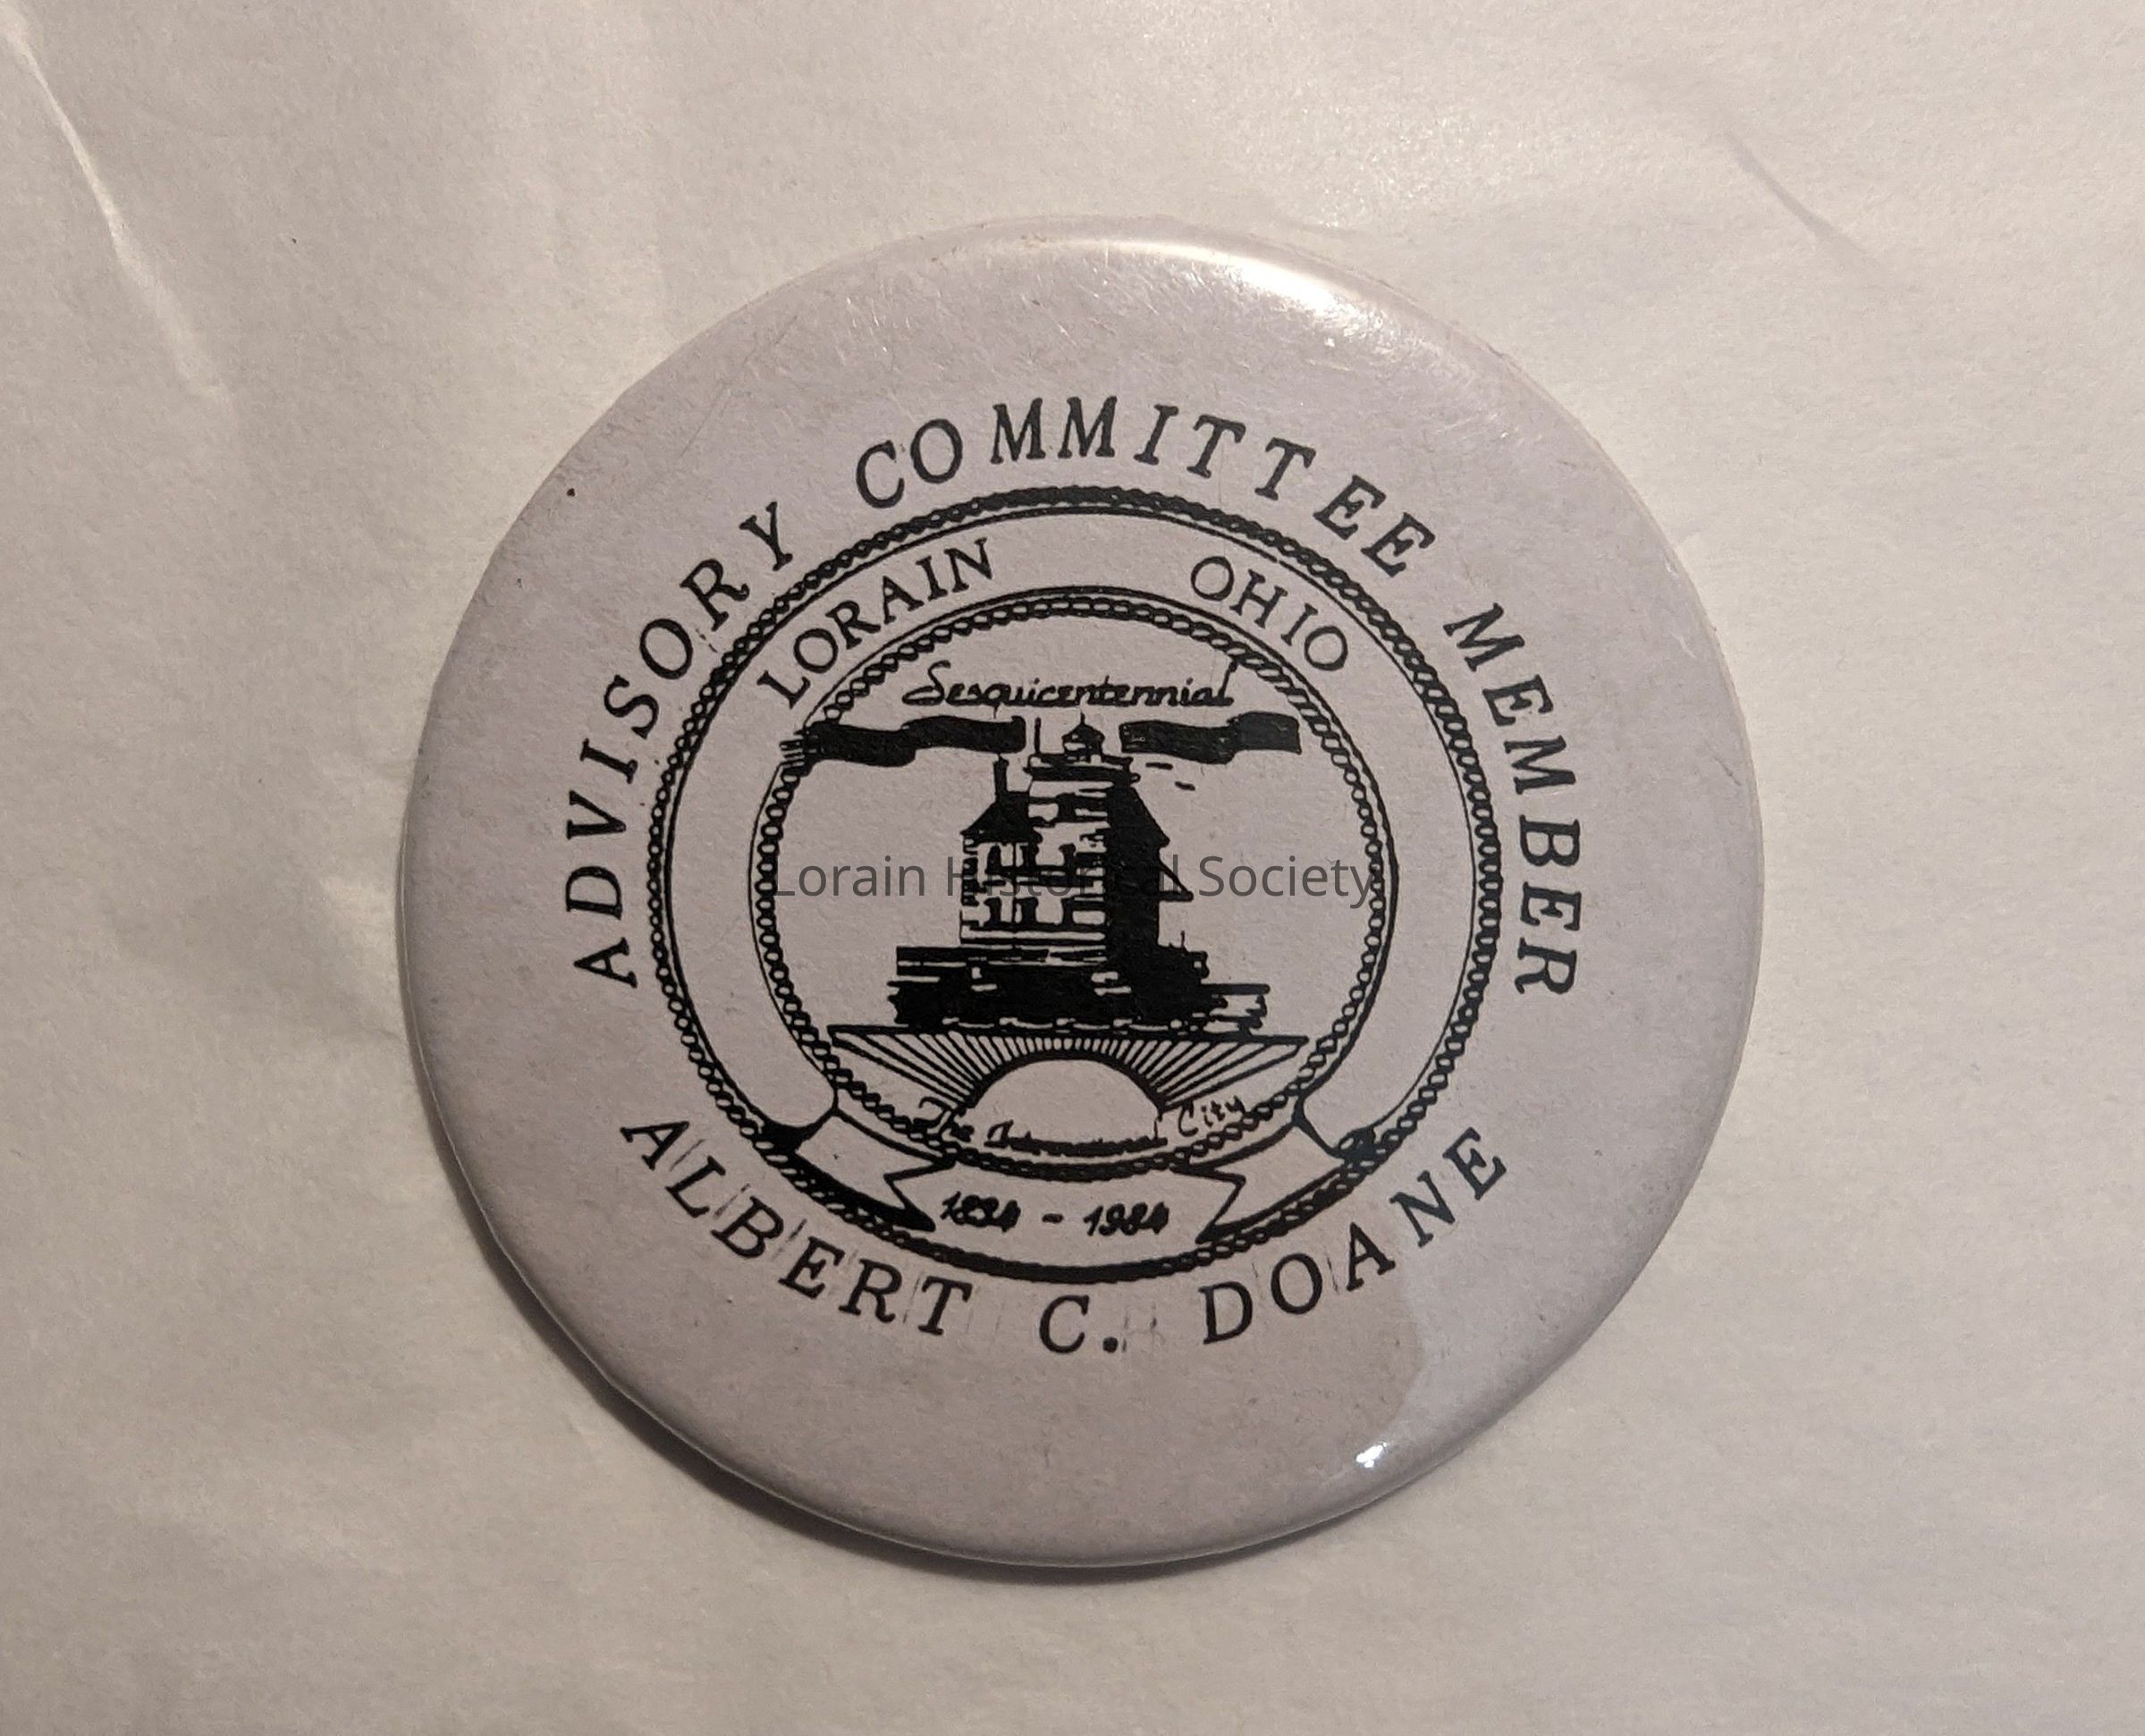 ADVISORY COMMITTEE MEMBER
LORAIN OHIO
Sesquicentennial
Lorain Historical Society
The International City
1834 - 1984
ALBERT C. DOANE